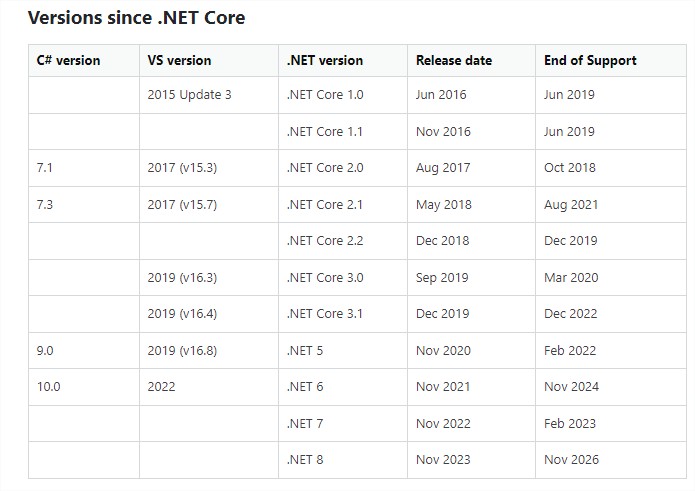 Versions since .NET Core
C# version VS version .NET version Release date End of Support
2015 Update 3 .NET Core 1.0 Jun 2016 Jun 2019
.NET Core 1.1 Nov 2016 Jun 2019
7.1 2017 (v15.3) .NET Core 2.0 Aug 2017 Oct 2018
7.3 2017 (v15.7) .NET Core 2.1 May 2018 Aug 2021
.NET Core 2.2 Dec 2018 Dec 2019
2019 (v16.3) .NET Core 3.0 Sep 2019 Mar 2020
2019 (v16.4) .NET Core 3.1 Dec 2019 Dec 2022
9.0 2019 (v16.8) .NET 5 Nov 2020 Feb 2022
10.0 2022 .NET 6 Nov 2021 Nov 2024
.NET 7 Nov 2022 Feb 2023
.NET 8 Nov 2023 Nov 2026